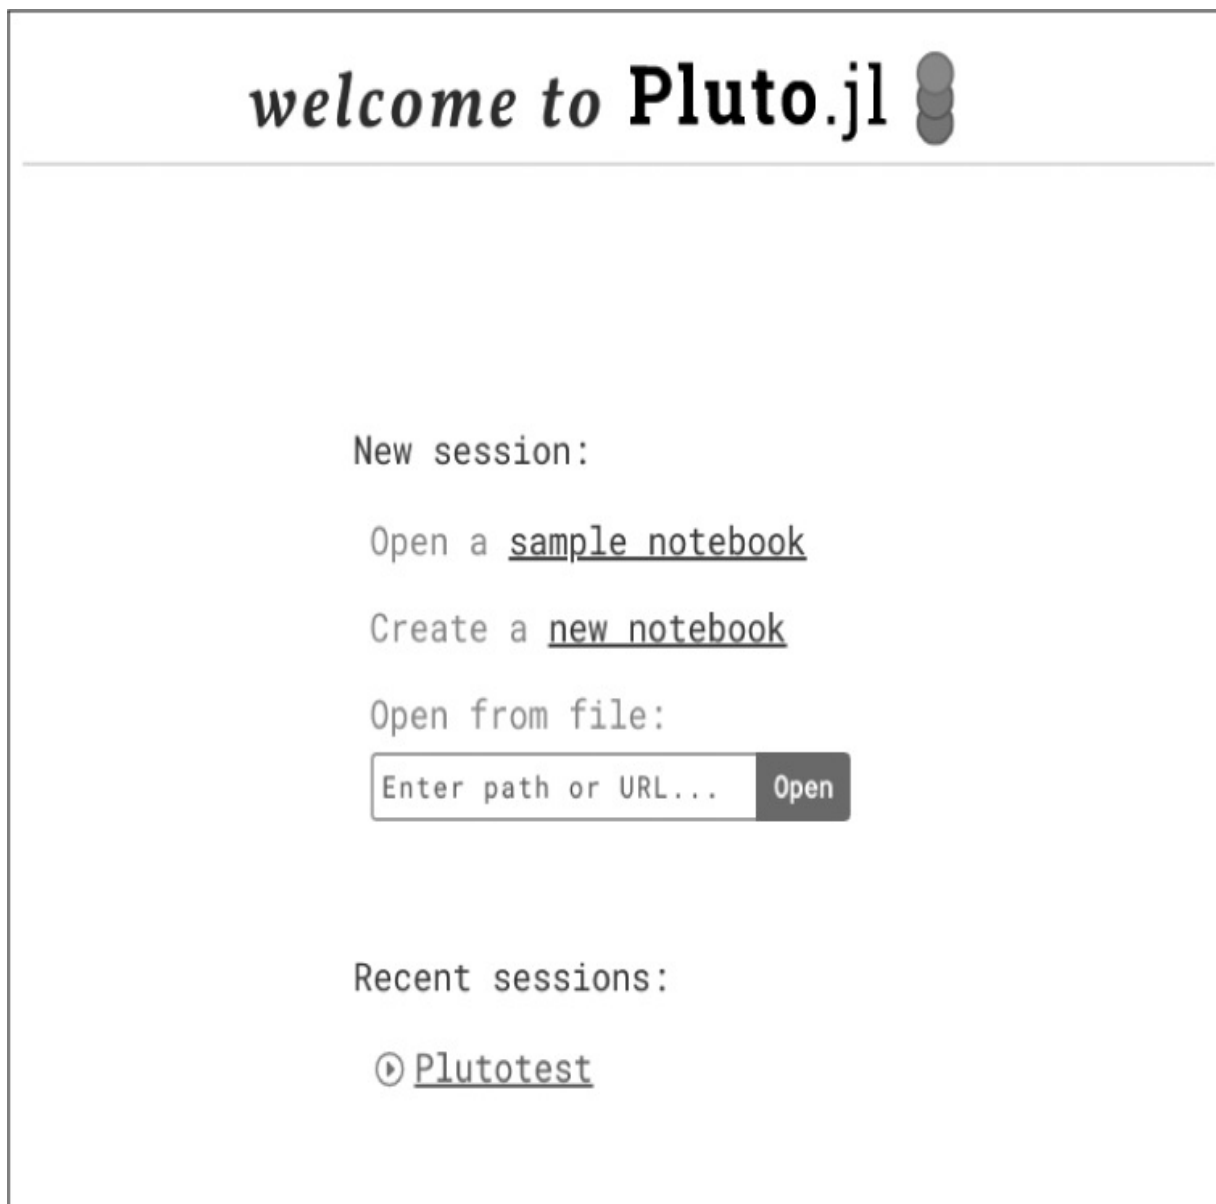 welcome to Pluto.jl
New session:
Open a sample notebook
Create a new notebook
Open from file:
Enter path or URL... Open
Recent sessions:
Plutotest